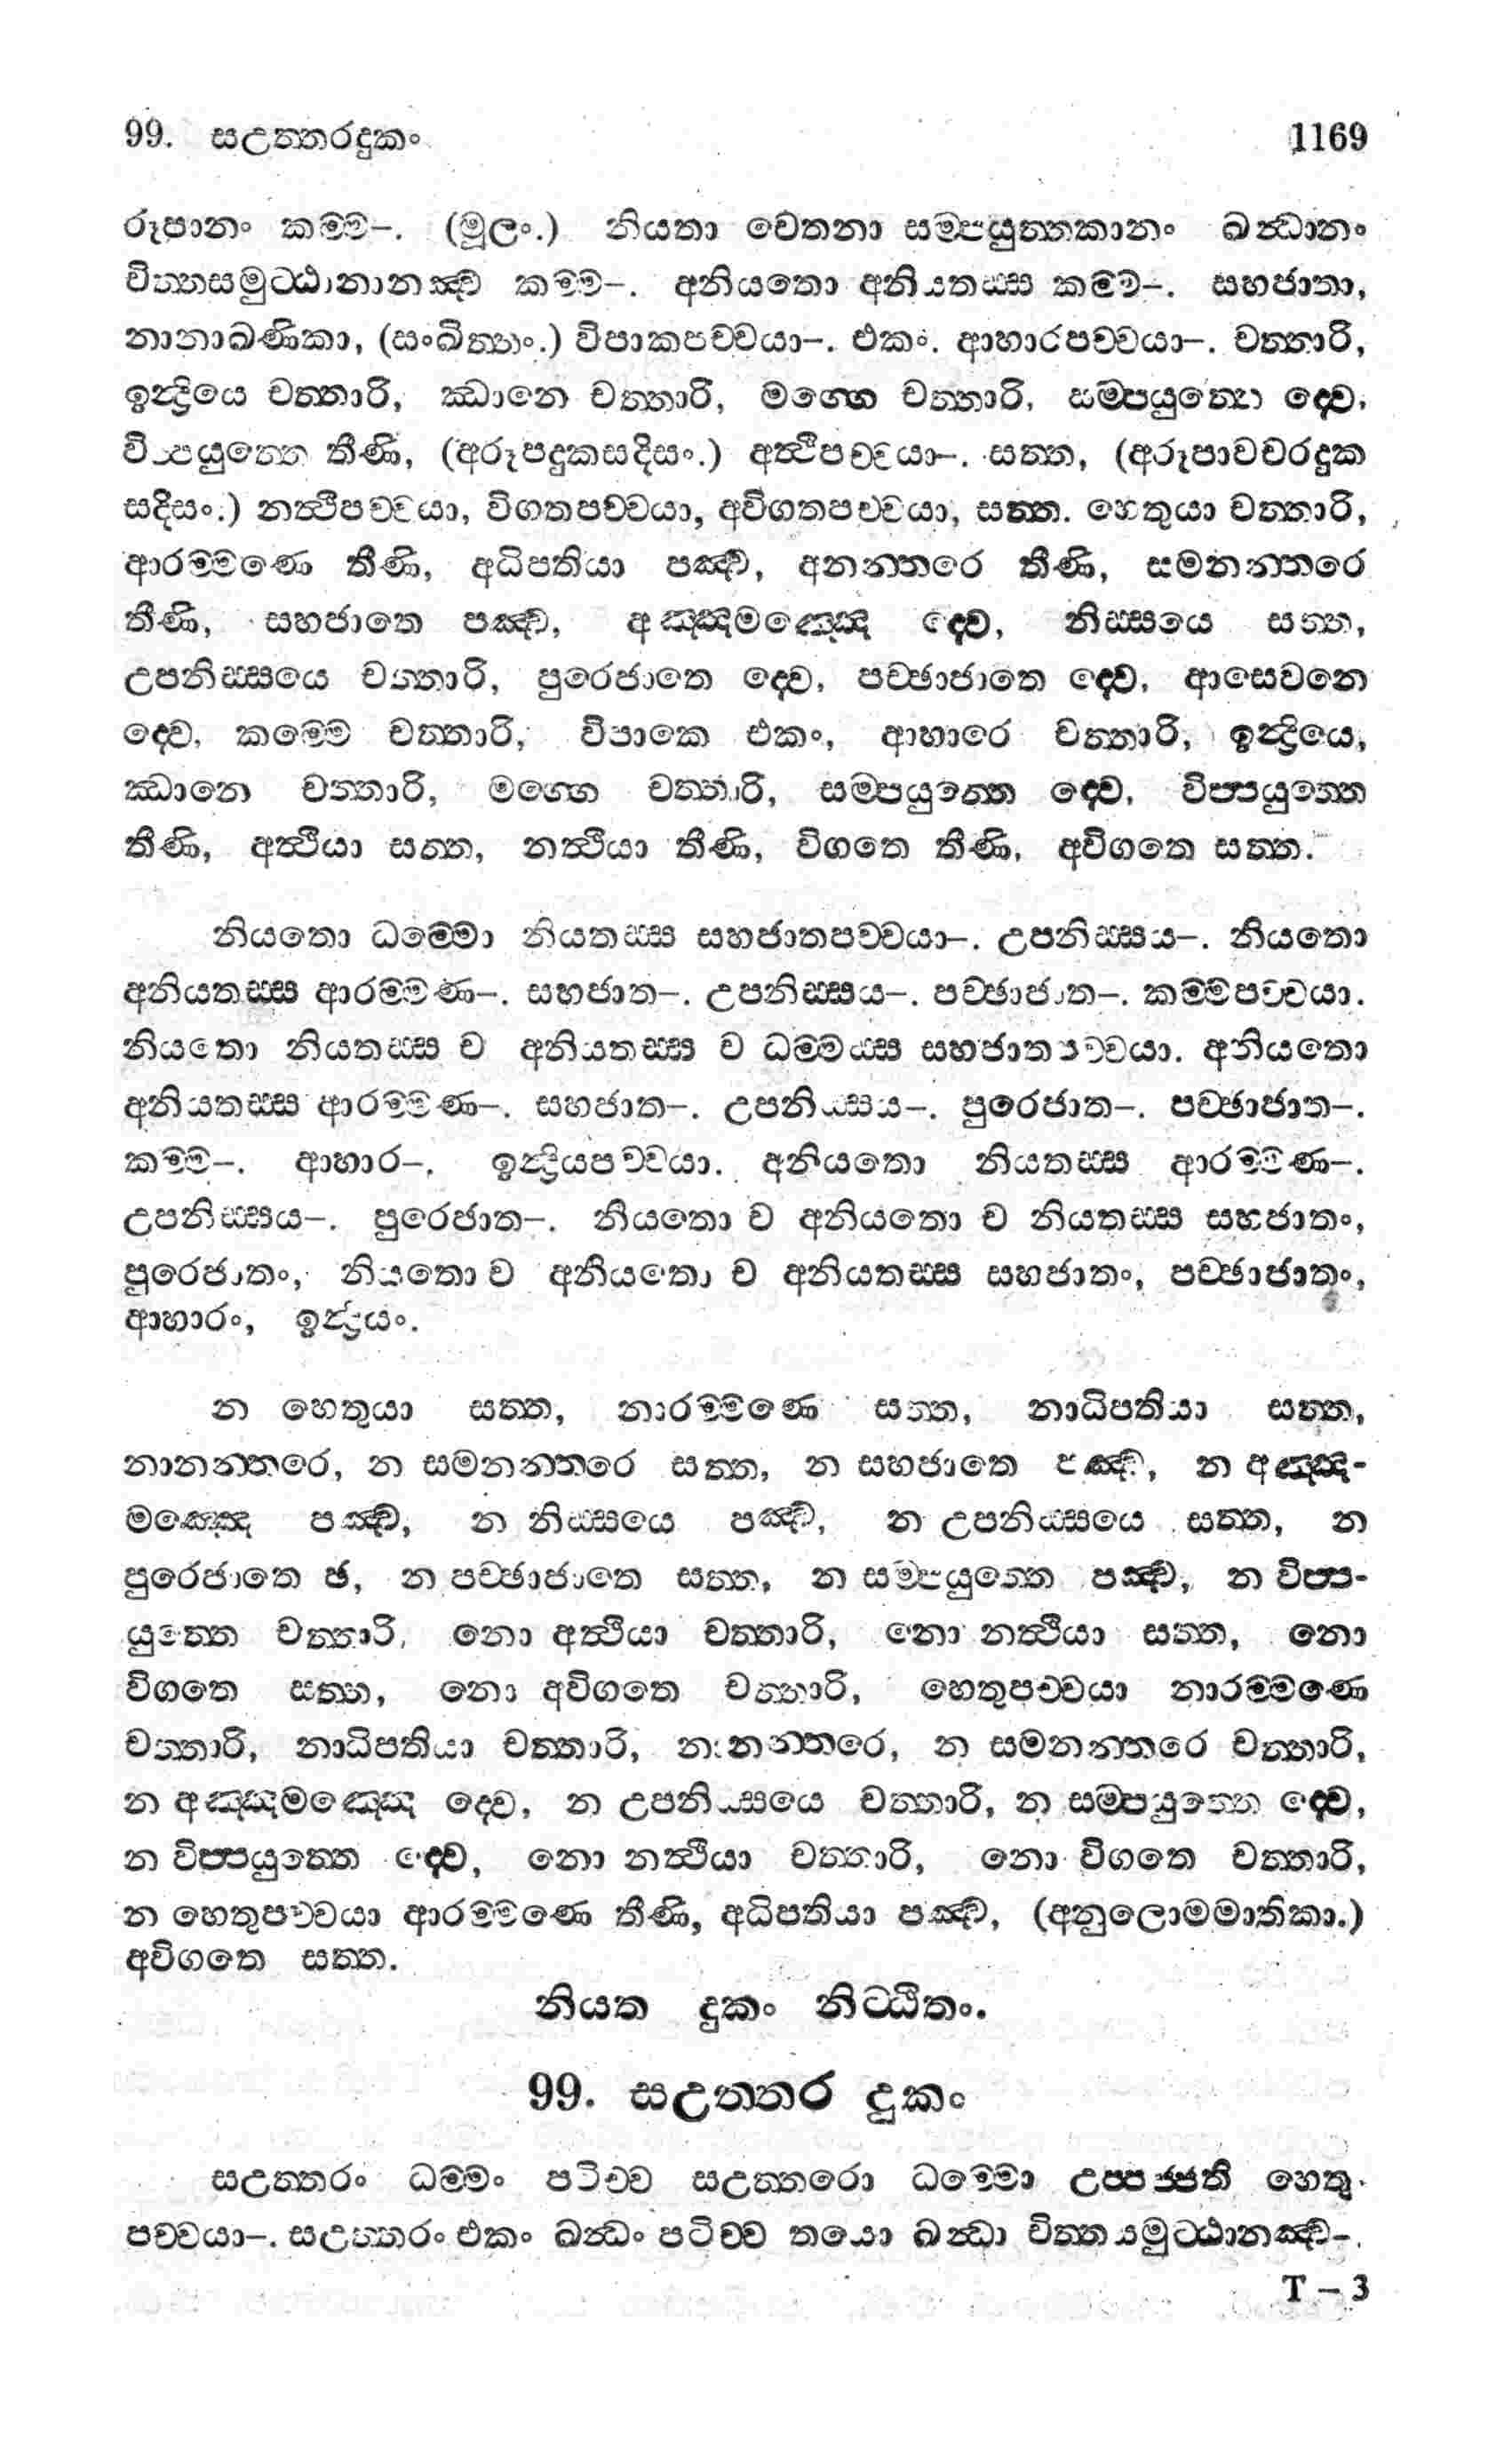 99. සඋත්තරදුකං 1169
රූපානං කම්ම–. (මූලං.) නියතා චේතනා සම්පයුත්තකානං ඛන්ධානං
චිත්තසමුට්ඨානානඤ්ච කම්ම–. අනියතො අනියතස්ස කම්ම–. සහජාතා,
නානාඛණිකා, (සංඛිත්තං.) විපාකපච්චයා–. එකං. ආහාරපච්චයා–. චත්තාරි,
ඉන්ද්‍රියෙ චත්තාරි, ඣානෙ චත්තාරි, මග්ගෙ චත්තාරි, සම්පයුත්තෙ ද්වෙ,
විප්පයුත්තෙ තීණි, (අරූපදුකසදිසං.) අත්ථිපච්චයා–. සත්ත, (අරූපාවචරදුක
සදිසං.) නත්ථිපච්චයා, විගතපච්චයා, අවිගතපච්චයා, සත්ත. හෙතුයා චත්තාරි,
ආරම්මණෙ තීණි, අධිපතියා පඤ්ච, අනන්තරෙ තීණි, සමනන්තරෙ
තීණි, සහජාතෙ පඤ්ච, අඤ්ඤමඤ්ඤෙ ද්වෙ, නිස්සයෙ සත්ත,
උපනිස්සයෙ චත්තාරි, පුරෙජාතෙ ද්වෙ, පච්ඡාජාතෙ ද්වෙ, ආසෙවනෙ
ද්වෙ, කම්මෙ චත්තාරි, විපාකෙ එකං, ආහාරෙ චත්තාරි, ඉන්ද්‍රියෙ,
ඣානෙ චත්තාරි, මග්ගෙ චත්තාරි, සම්පයුත්තෙ ද්වෙ, විප්පයුත්තෙ
තීණි, අත්ථියා සත්ත, නත්ථියා තීණි, විගතෙ තීණි, අවිගතෙ සත්ත.
නියතො ධම්මො නියතස්ස සහජාතපච්චයා–. උපනිස්සය–. නියතො
අනියතස්ස ආරම්මණ–. සහජාත–. උපනිස්සය–. පච්ඡාජාත–. කම්මපච්චයා.
නියතො නියතස්ස ච අනියතස්ස ච ධම්මස්ස සහජාතපච්චයා. අනියතො
අනියතස්ස ආරම්මණ–. සහජාත–. උපනිස්සය–. පුරෙජාත–. පච්ඡාජාත–.
කම්ම–. ආහාර–. ඉන්ද්‍රියපච්චයා. අනියතො නියතස්ස ආරම්මණ–.
උපනිස්සය–. පුරෙජාත–. නියතො ච අනියතො ච නියතස්ස සහජාතං,
පුරෙජාතං, නියතො ච අනියතො ච අනියතස්ස සහජාතං, පච්ඡාජාතං,
ආහාරං, ඉන්ද්‍රියං.
න හෙතුයා සත්ත, නාරම්මණෙ සත්ත, නාධිපතියා සත්ත,
නානන්තරෙ, න සමනන්තරෙ සත්ත, න සහජාතෙ පඤ්ච, න අඤ්ඤ-
මඤ්ඤෙ පඤ්ච, න නිස්සයෙ පඤ්ච, න උපනිස්සයෙ සත්ත, න
පුරෙජාතෙ ඡ, න පච්ඡාජාතෙ සත්ත, න සම්පයුත්තෙ පඤ්ච, න විප්ප-
යුත්තෙ චත්තාරි, නො අත්ථියා චත්තාරි, නො නත්ථියා සත්ත, නො
විගතෙ සත්ත, නො අවිගතෙ චත්තාරි, හෙතුපච්චයා නාරම්මණෙ
චත්තාරි, නාධිපතියා චත්තාරි, නානන්තරෙ, න සමනන්තරෙ චත්තාරි,
න අඤ්ඤමඤ්ඤෙ ද්වෙ, න උපනිස්සයෙ චත්තාරි, න සම්පයුත්තෙ ද්වෙ,
න විප්පයුත්තෙ ද්වෙ, නො නත්ථියා චත්තාරි, නො විගතෙ චත්තාරි,
න හෙතුපච්චයා ආරම්මණෙ තීණි, අධිපතියා පඤ්ච, (අනුලොමමාතිකා.)
අවිගතෙ සත්ත.
නියත දුකං නිට්ඨිතං.
99. සඋත්තර දුකං
සඋත්තරං ධම්මං පටිච්ච සඋත්තරො ධම්මො උප්පජ්ජති හෙතු-
පච්චයා–. සඋත්තරං එකං ඛන්ධං පටිච්ච තයො ඛන්ධා චිත්තසමුට්ඨානඤ්ච–.
T – 3